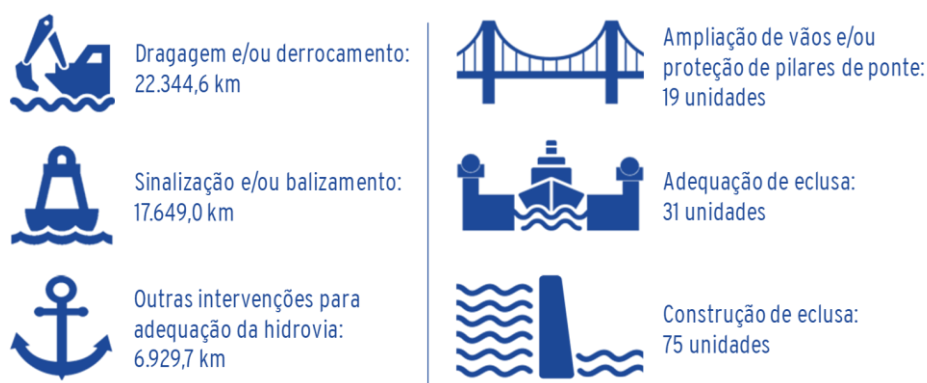 Dragagem e/ou derrocamento:
22.344,6 km
Sinalização e/ou balizamento:
17.649,0 km
Outras intervenções para
adequação da hidrovia:
6.929,7 km
Ampliação de vãos e/ou
proteção de pilares de ponte:
19 unidades
Adequação de eclusa:
31 unidades
Construção de eclusa:
75 unidades